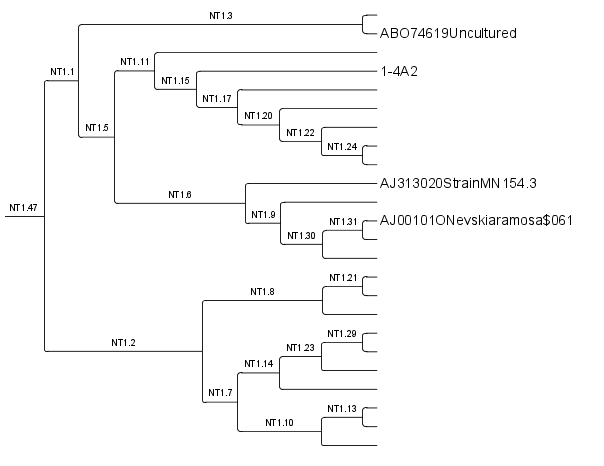 NT1.3
ABO74619Uncultured
NT1.11
NT1.1
1-4A2
NT1.15
NT1.17
NT1.20
NT1.5
NT1.22
NT1.24
AJ313020StrainMN154.3
NT1.6
NT1.47
NT1.9
NT1.31
AJ00101ONevskiaramosa$061
NT1.30
NT1.21
NT1.8
NT1.29
NT1.2
NT1.23
NT1.14
NT1.7
NT1.13
NT1.10